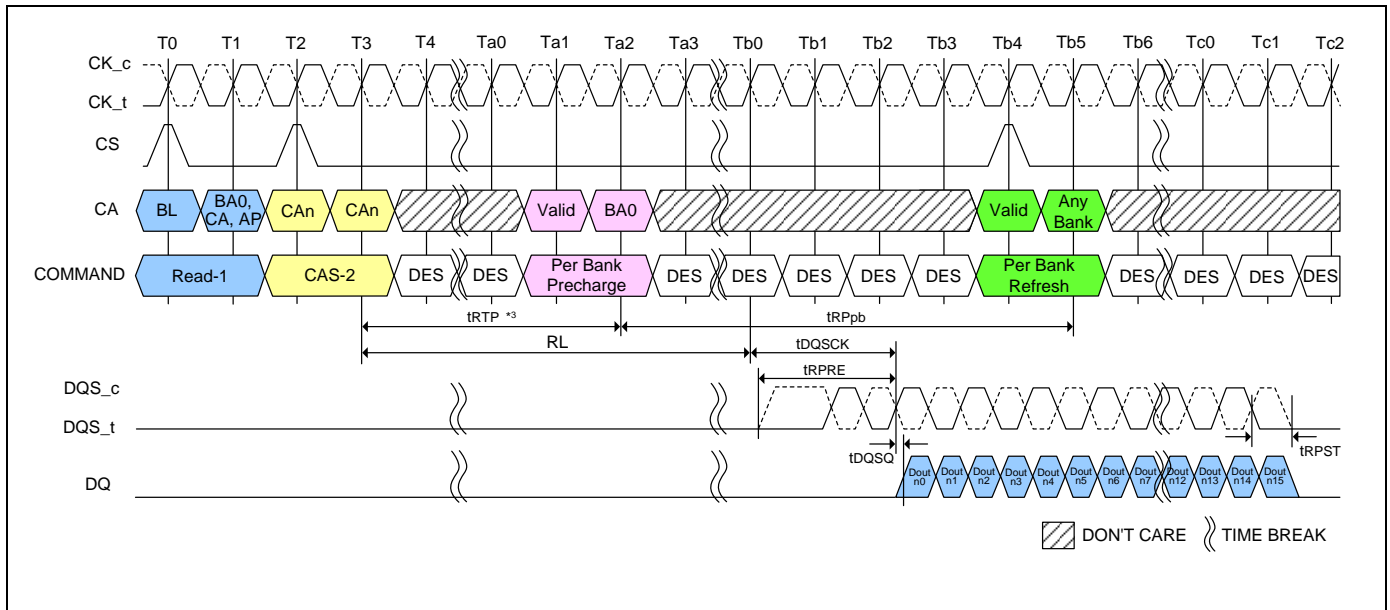 T0 T1 T2 T3 T4 Ta0 Ta1 Ta2 Ta3 Tb0 Tb1 Tb2 Tb3 Tb4 Tb5 Tb6 Tc0 Tc1 Tc2
CK_c
CK_t
CS
CA BL BA0, CA, AP CAn CAn Valid BA0 Valid Any Bank
COMMAND Read-1 CAS-2 DES DES Per Bank Precharge DES DES DES DES DES Per Bank Refresh DES DES DES DES
tRTP *3 tRPpb
RL tDQSCK
tRPRE
DQS_c
DQS_t
tDQSQ tRPST
DQ Dout n0 Dout n1 Dout n2 Dout n3 Dout n4 Dout n5 Dout n6 Dout n7 Dout n12 Dout n13 Dout n14 Dout n15
DON'T CARE TIME BREAK